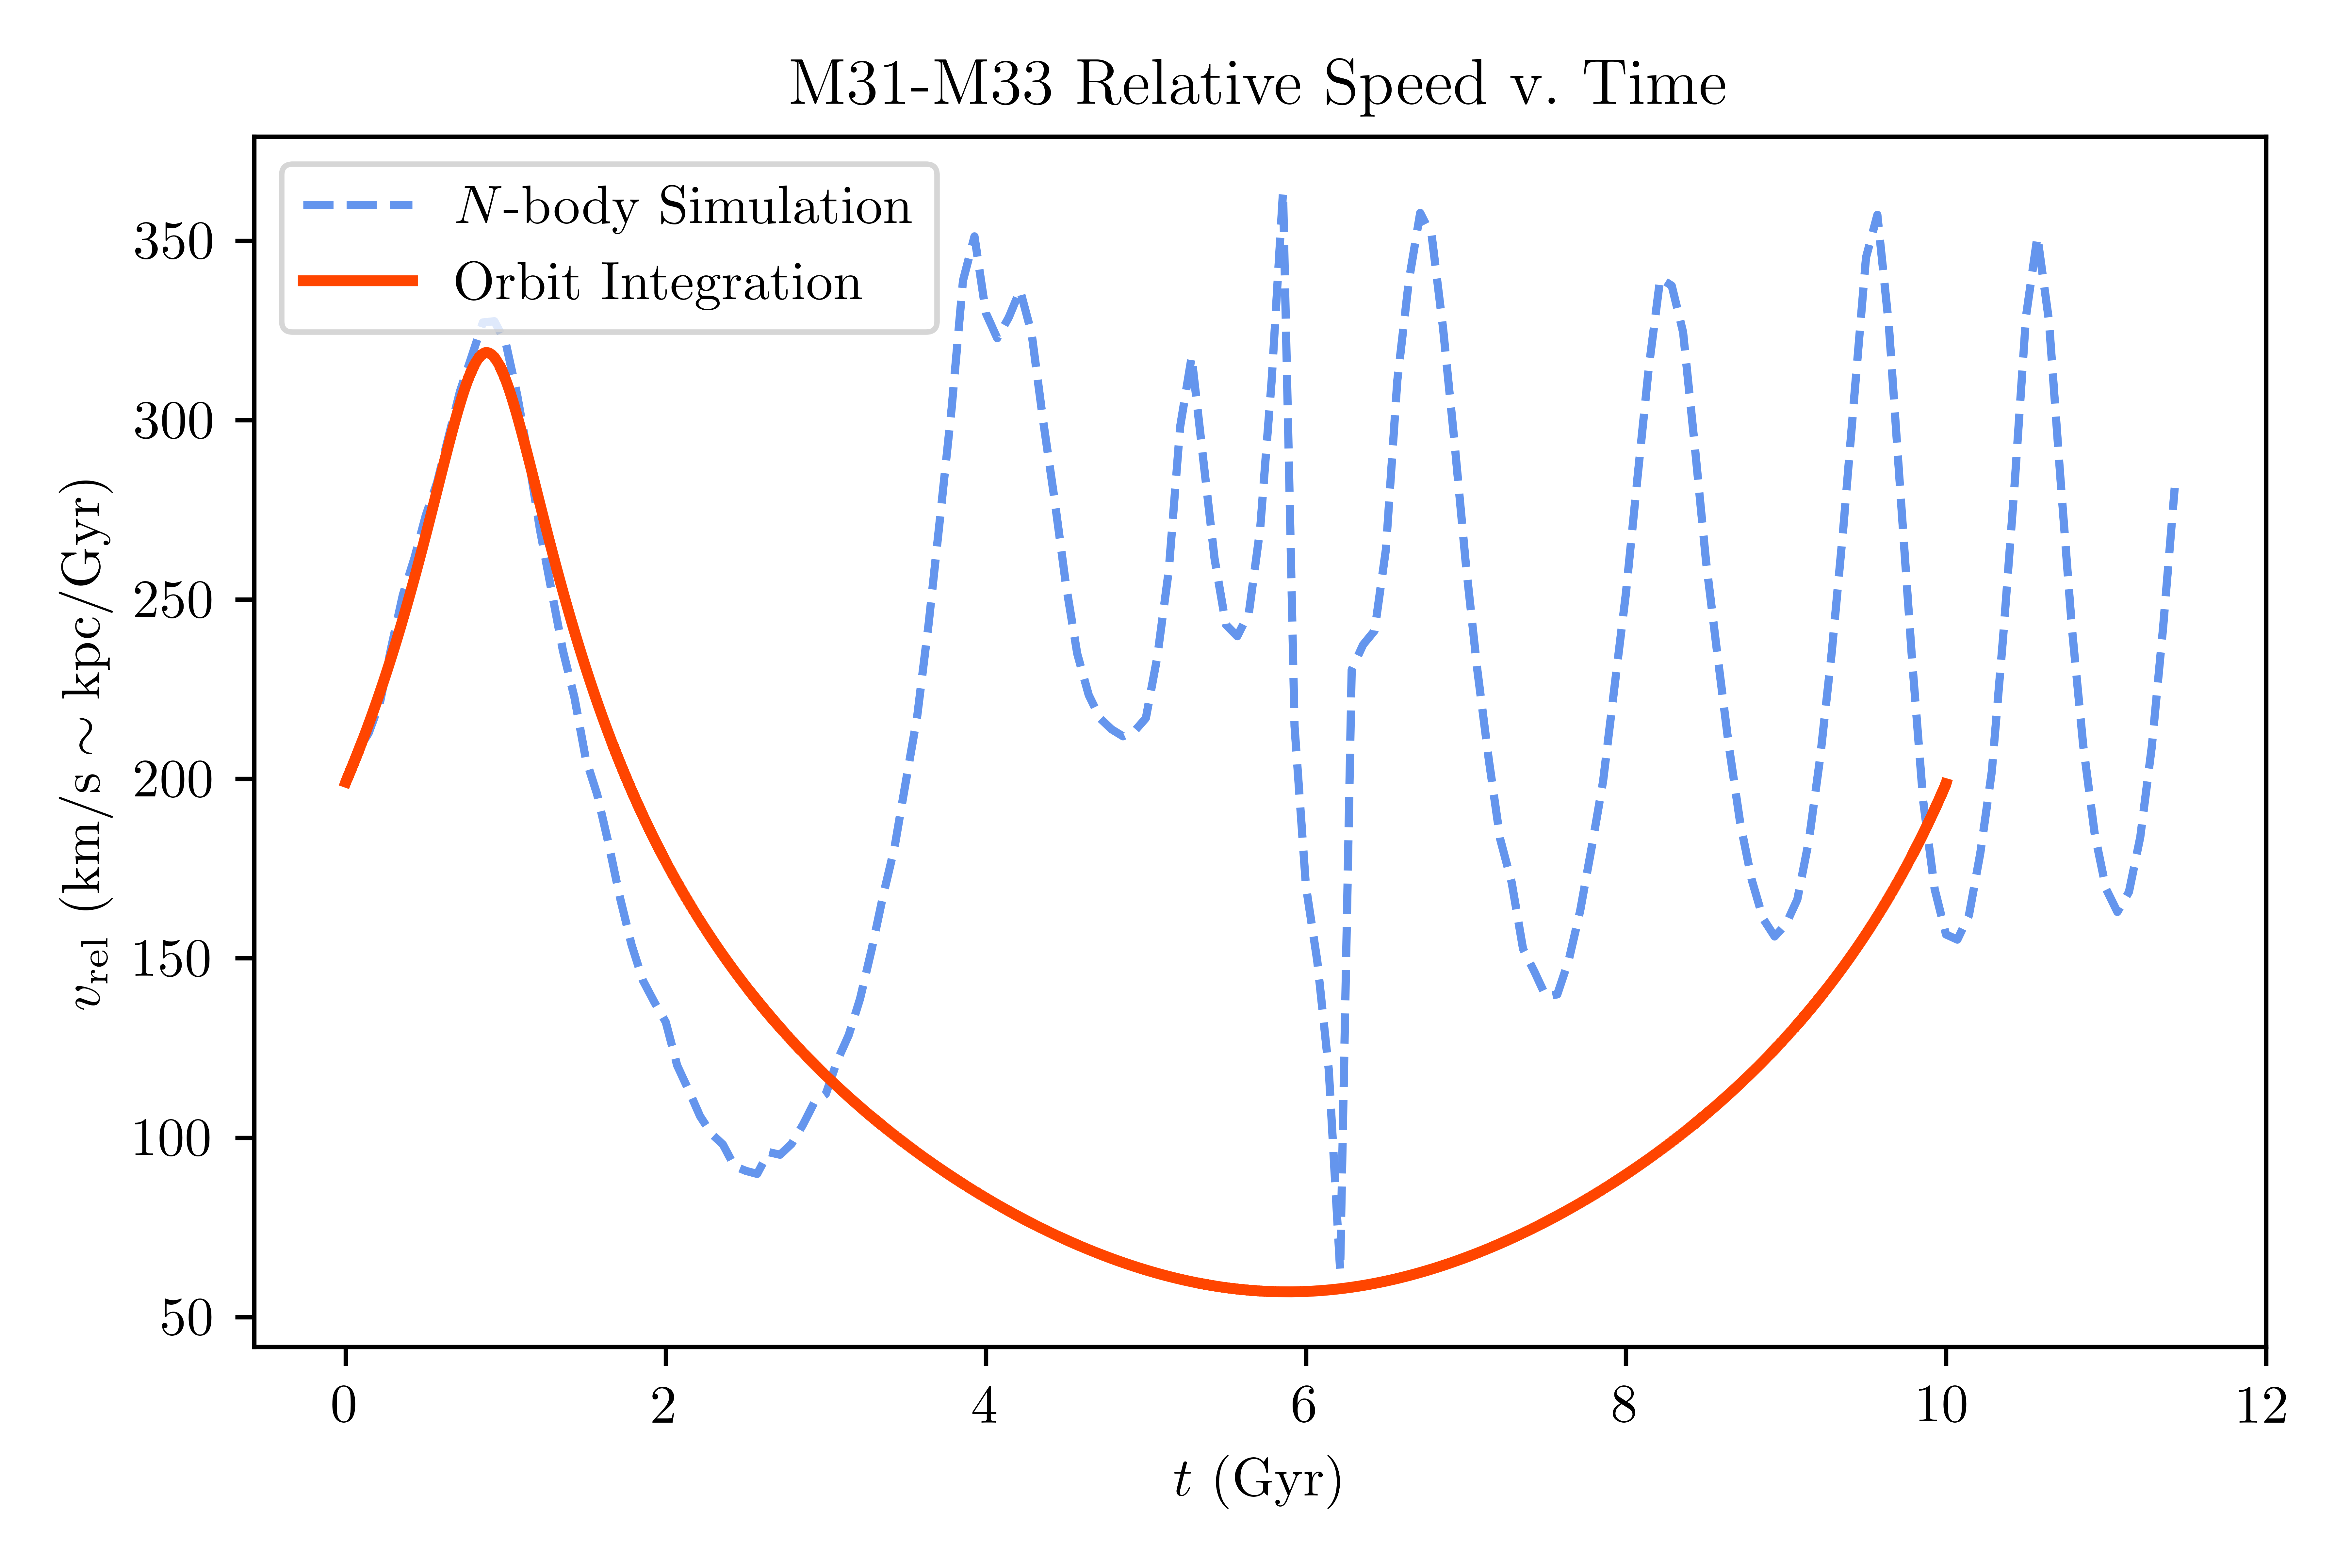 M31-M33 Relative Speed v. Time
N-body Simulation
Orbit Integration
v_rel (km/s ∼ kpc/Gyr)
350
300
250
200
150
100
50
0 2 4 6 8 10 12
t (Gyr)